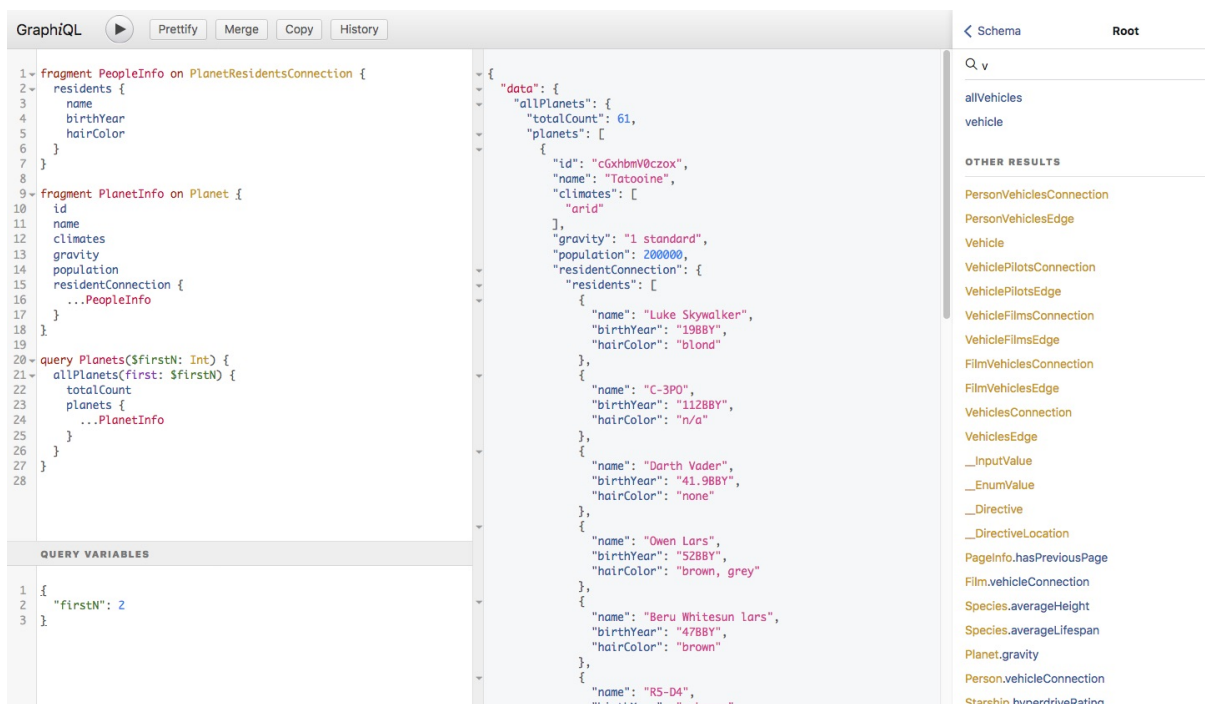 GraphiQL Prettify Merge Copy History
1 fragment PeopleInfo on PlanetResidentsConnection {
2 residents {
3 name
4 birthYear
5 hairColor
6 }
7 }
8
9 fragment PlanetInfo on Planet {
10 id
11 name
12 climates
13 gravity
14 population
15 residentConnection {
16 ...PeopleInfo
17 }
18 }
19
20 query Planets($firstN: Int) {
21 allPlanets(first: $firstN) {
22 totalCount
23 planets {
24 ...PlanetInfo
25 }
26 }
27 }
28
QUERY VARIABLES
1 {
2 "firstN": 2
3 }
{
"data": {
"allPlanets": {
"totalCount": 61,
"planets": [
{
"id": "cGxhbmV0czox",
"name": "Tatooine",
"climates": [
"arid"
],
"gravity": "1 standard",
"population": 200000,
"residentConnection": {
"residents": [
{
"name": "Luke Skywalker",
"birthYear": "19BBY",
"hairColor": "blond"
},
{
"name": "C-3PO",
"birthYear": "112BBY",
"hairColor": "n/a"
},
{
"name": "Darth Vader",
"birthYear": "41.9BBY",
"hairColor": "none"
},
{
"name": "Owen Lars",
"birthYear": "52BBY",
"hairColor": "brown, grey"
},
{
"name": "Beru Whitesun lars",
"birthYear": "47BBY",
"hairColor": "brown"
},
{
"name": "R5-D4",
Schema Root
v
allVehicles
vehicle
OTHER RESULTS
PersonVehiclesConnection
PersonVehiclesEdge
Vehicle
VehiclePilotsConnection
VehiclePilotsEdge
VehicleFilmsConnection
VehicleFilmsEdge
FilmVehiclesConnection
FilmVehiclesEdge
VehiclesConnection
VehiclesEdge
__InputValue
__EnumValue
__Directive
__DirectiveLocation
PageInfo.hasPreviousPage
Film.vehicleConnection
Species.averageHeight
Species.averageLifespan
Planet.gravity
Person.vehicleConnection
Starship.hyperdriveRating